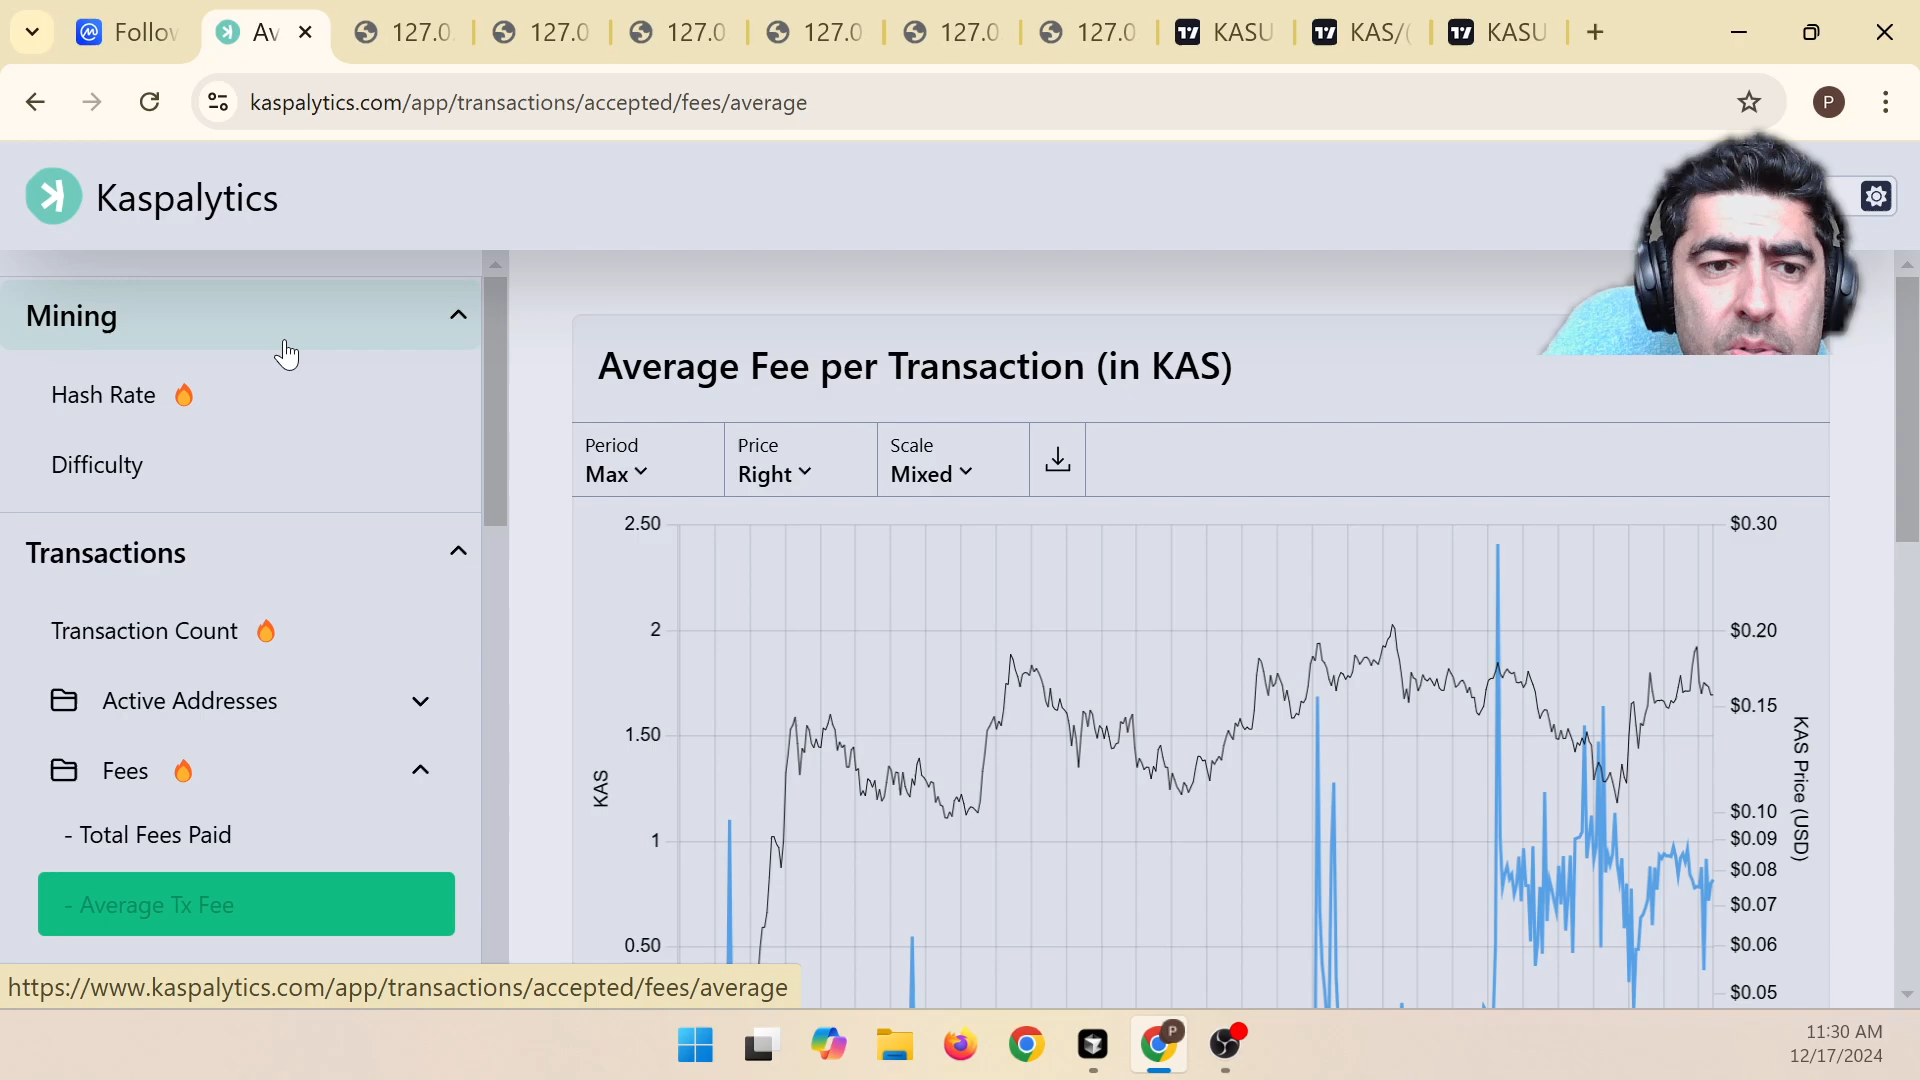 Follow
Av
127.0
127.0
127.0
127.0
127.0
127.0
KASU
KAS/(
KASU
kaspalytics.com/app/transactions/accepted/fees/average
P
Kaspalytics
Mining
Hash Rate
Difficulty
Transactions
Transaction Count
Active Addresses
Fees
- Total Fees Paid
- Average Tx Fee
https://www.kaspalytics.com/app/transactions/accepted/fees/average
Average Fee per Transaction (in KAS)
Period
Max
Price
Right
Scale
Mixed
2.50
2
1.50
1
0.50
KAS
$0.30
$0.20
$0.15
$0.10
$0.09
$0.08
$0.07
$0.06
$0.05
KAS Price (USD)
P
11:30 AM
12/17/2024